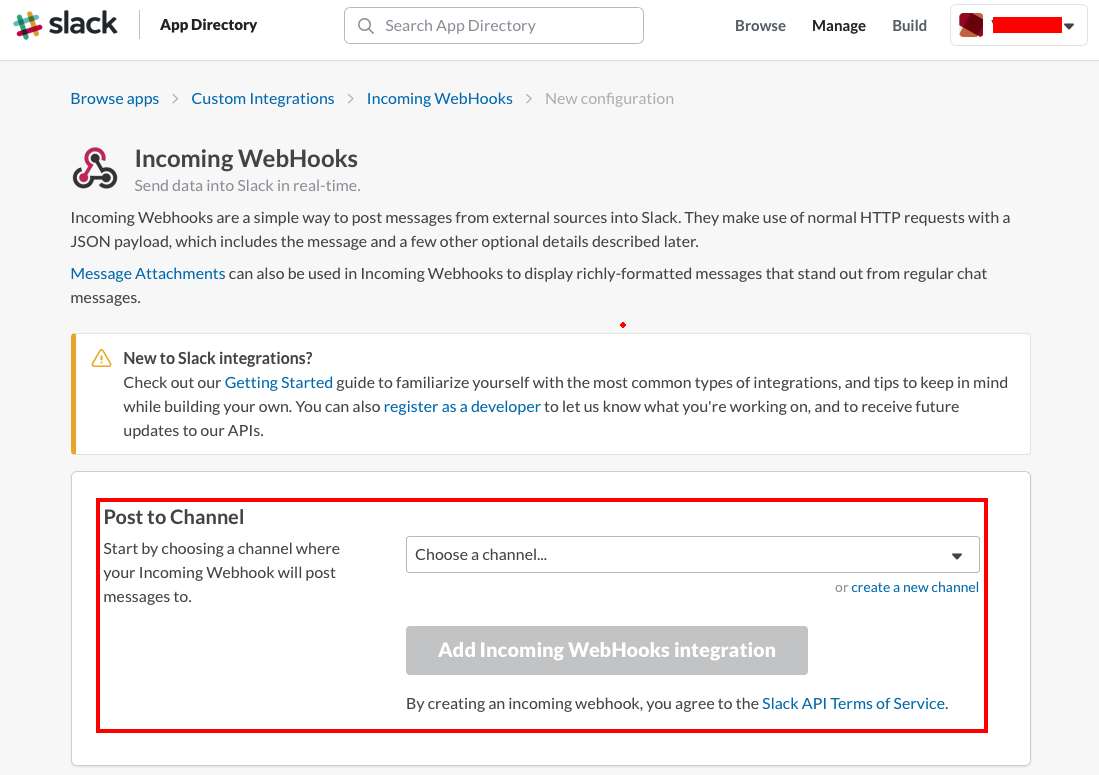 slack App Directory Search App Directory Browse Manage Build
Browse apps > Custom Integrations > Incoming WebHooks > New configuration
Incoming WebHooks
Send data into Slack in real-time.
Incoming Webhooks are a simple way to post messages from external sources into Slack. They make use of normal HTTP requests with a
JSON payload, which includes the message and a few other optional details described later.
Message Attachments can also be used in Incoming Webhooks to display richly-formatted messages that stand out from regular chat
messages.
New to Slack integrations?
Check out our Getting Started guide to familiarize yourself with the most common types of integrations, and tips to keep in mind
while building your own. You can also register as a developer to let us know what you're working on, and to receive future
updates to our APIs.
Post to Channel
Start by choosing a channel where
your Incoming Webhook will post
messages to.
Choose a channel...
or create a new channel
Add Incoming WebHooks integration
By creating an incoming webhook, you agree to the Slack API Terms of Service.